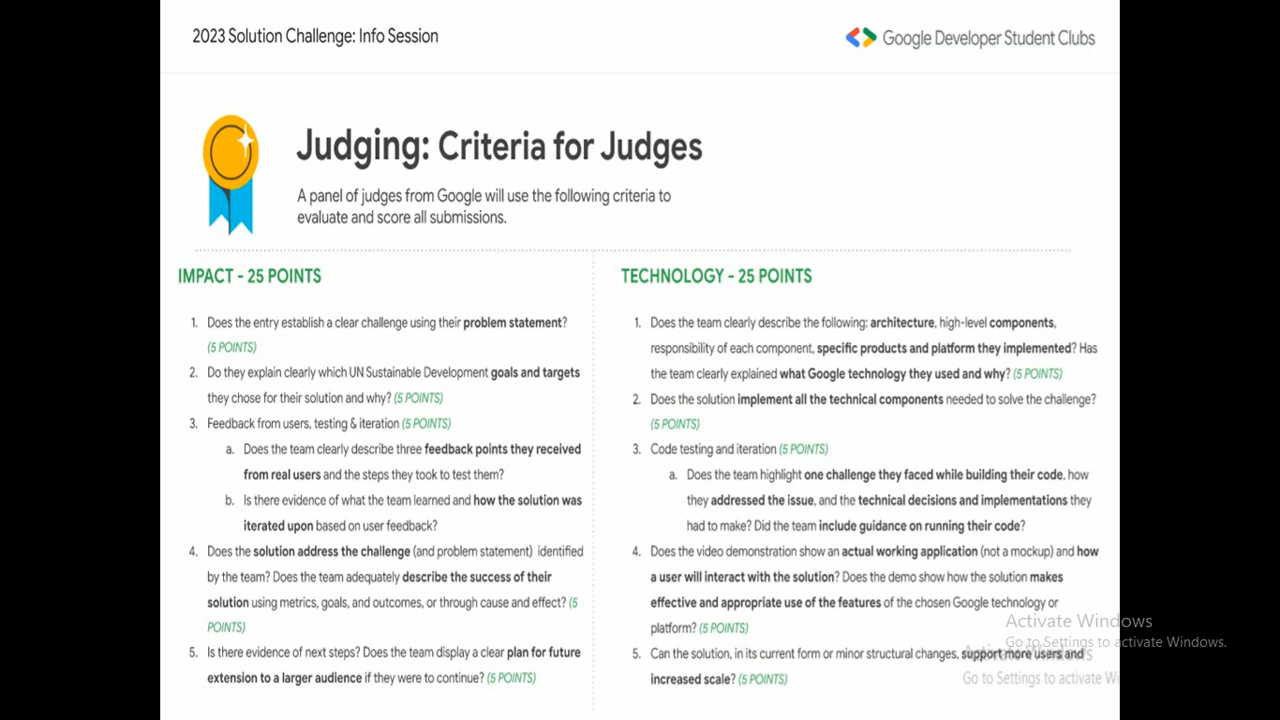 2023 Solution Challenge: Info Session
Google Developer Student Clubs
Judging: Criteria for Judges
A panel of judges from Google will use the following criteria to
evaluate and score all submissions.
IMPACT - 25 POINTS
1. Does the entry establish a clear challenge using their problem statement?
(5 POINTS)
2. Do they explain clearly which UN Sustainable Development goals and targets
they chose for their solution and why? (5 POINTS)
3. Feedback from users, testing & iteration (5 POINTS)
a. Does the team clearly describe three feedback points they received
from real users and the steps they took to test them?
b. Is there evidence of what the team learned and how the solution was
iterated upon based on user feedback?
4. Does the solution address the challenge (and problem statement) identified
by the team? Does the team adequately describe the success of their
solution using metrics, goals, and outcomes, or through cause and effect? (5
POINTS)
5. Is there evidence of next steps? Does the team display a clear plan for future
extension to a larger audience if they were to continue? (5 POINTS)
TECHNOLOGY - 25 POINTS
1. Does the team clearly describe the following: architecture, high-level components,
responsibility of each component, specific products and platform they implemented? Has
the team clearly explained what Google technology they used and why? (5 POINTS)
2. Does the solution implement all the technical components needed to solve the challenge?
(5 POINTS)
3. Code testing and iteration (5 POINTS)
a. Does the team highlight one challenge they faced while building their code, how
they addressed the issue, and the technical decisions and implementations they
had to make? Did the team include guidance on running their code?
4. Does the video demonstration show an actual working application (not a mockup) and how
a user will interact with the solution? Does the demo show how the solution makes
effective and appropriate use of the features of the chosen Google technology or
platform? (5 POINTS)
5. Can the solution, in its current form or minor structural changes, support more users and
increased scale? (5 POINTS)
Activate Windows
Go to Settings to activate Windows.
Activate Windows
Go to Settings to activate Wi